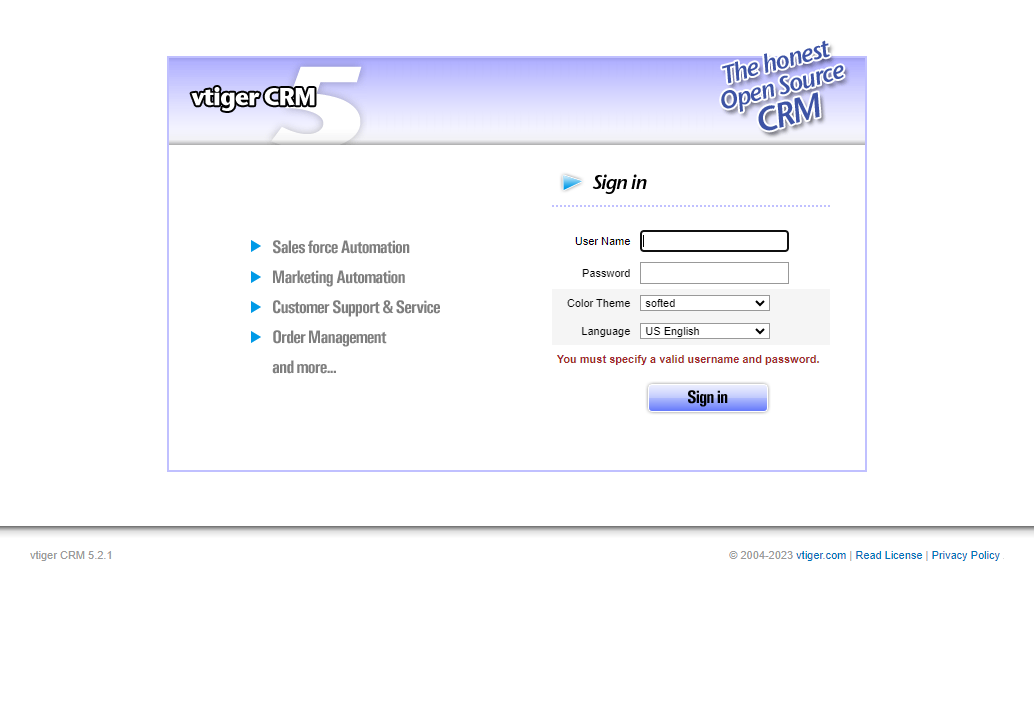 vtiger CRM 5
The honest
Open Source
CRM
Sign in
User Name
Password
Color Theme softed
Language US English
You must specify a valid username and password.
Sign in
Sales force Automation
Marketing Automation
Customer Support & Service
Order Management
and more...
vtiger CRM 5.2.1
© 2004-2023 vtiger.com | Read License | Privacy Policy